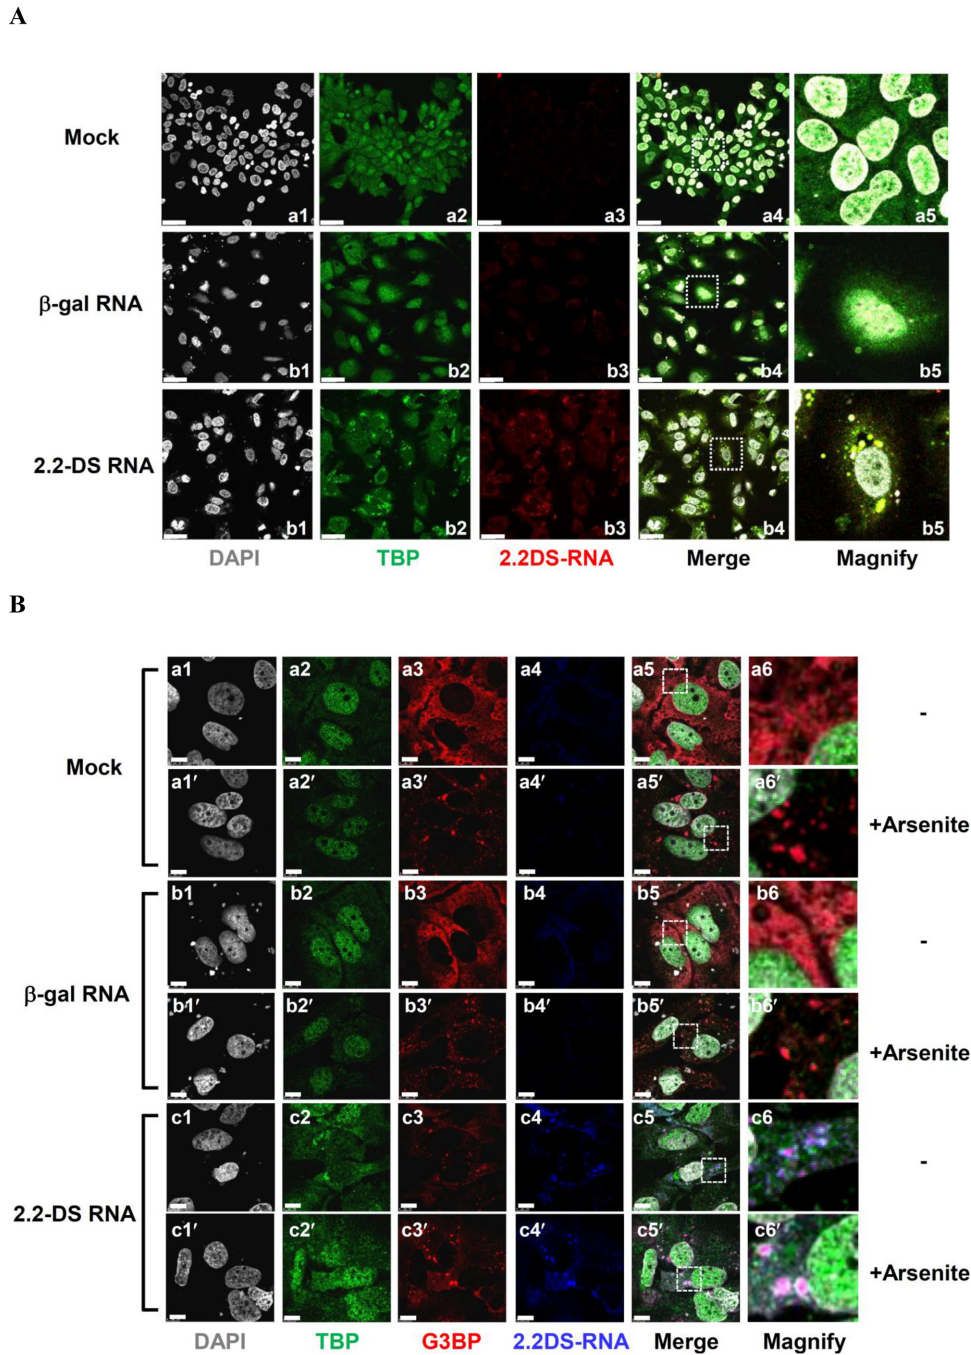 A
Mock
a1 a2 a3 a4 a5
β-gal RNA
b1 b2 b3 b4 b5
2.2-DS RNA
b1 b2 b3 b4 b5
DAPI TBP 2.2DS-RNA Merge Magnify
B
a1 a2 a3 a4 a5 a6
-
Mock
a1′ a2′ a3′ a4′ a5′ a6′
+Arsenite
b1 b2 b3 b4 b5 b6
-
β-gal RNA
b1′ b2′ b3′ b4′ b5′ b6′
+Arsenite
c1 c2 c3 c4 c5 c6
-
2.2-DS RNA
c1′ c2′ c3′ c4′ c5′ c6′
+Arsenite
DAPI TBP G3BP 2.2DS-RNA Merge Magnify